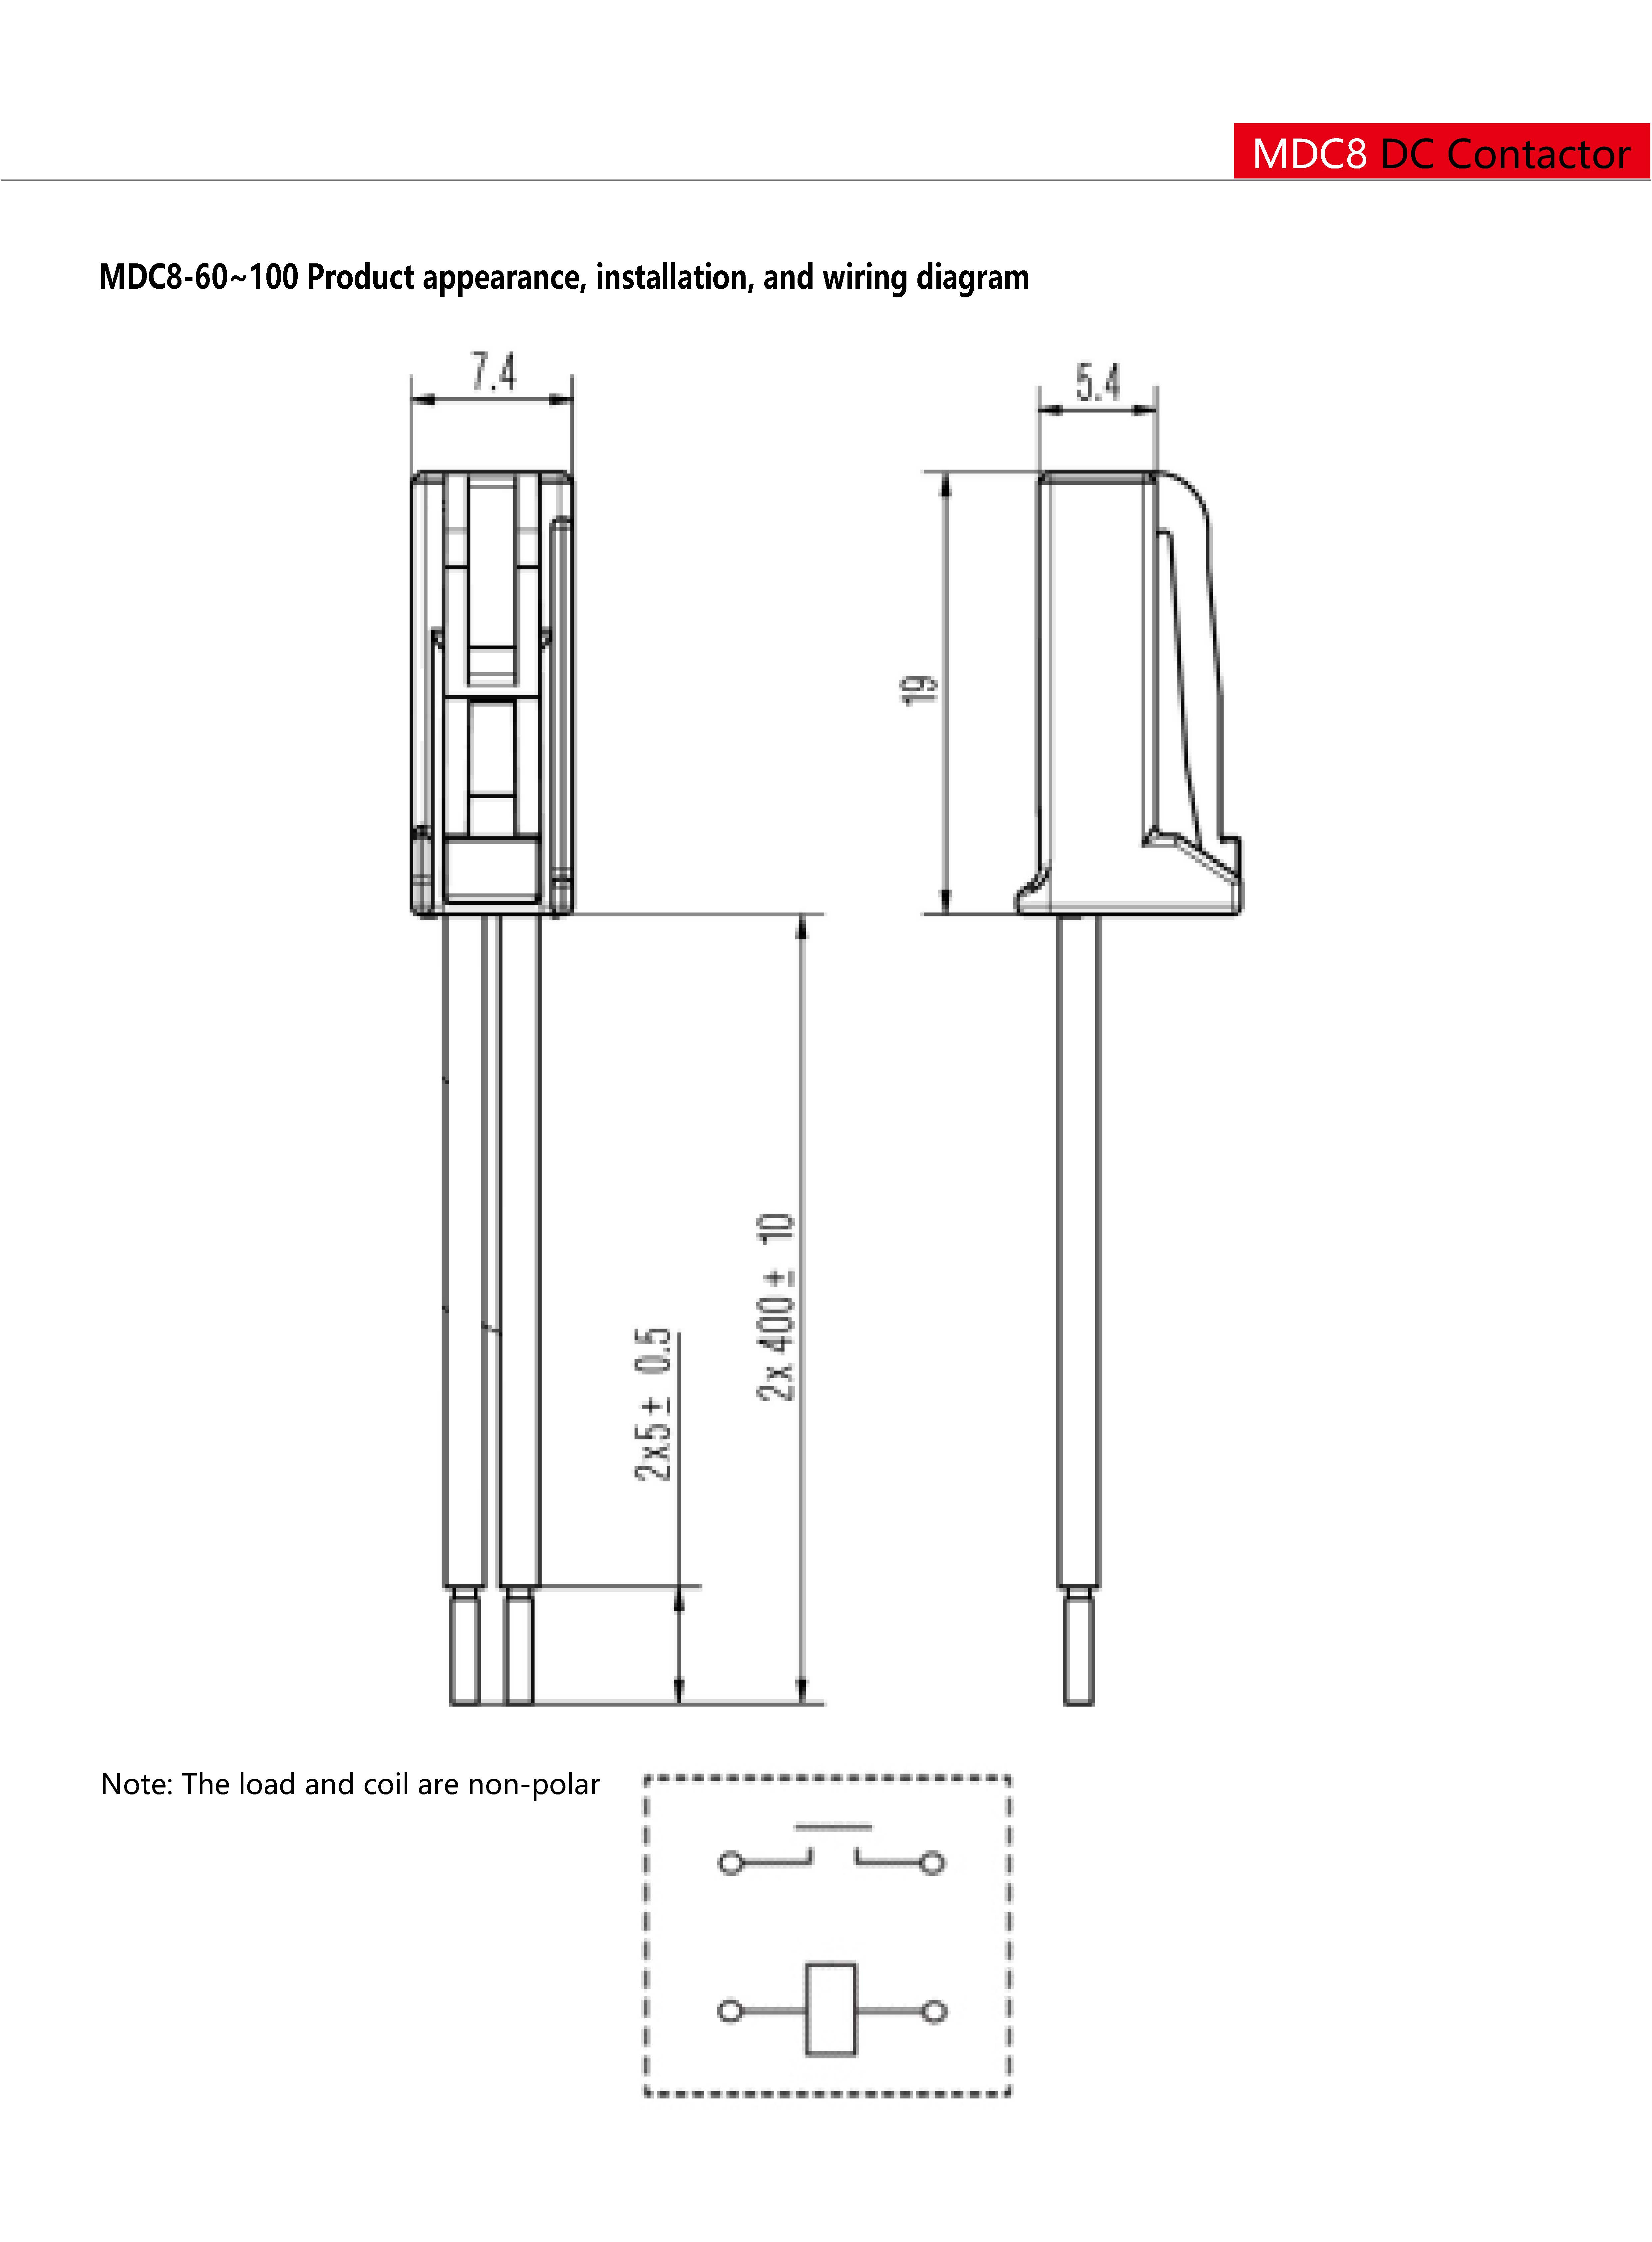 MDC8 DC Contactor
MDC8-60~100 Product appearance, installation, and wiring diagram
7.4
5.4
19
2x 400± 10
2x5± 0.5
Note: The load and coil are non-polar